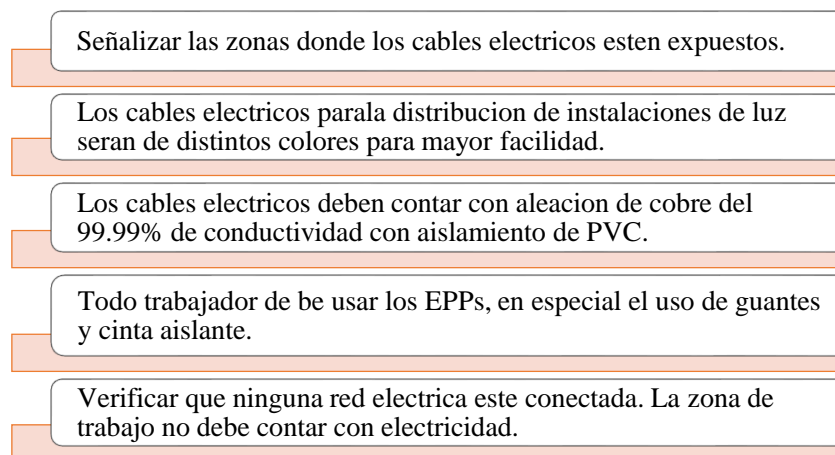 Señalizar las zonas donde los cables electricos esten expuestos.
Los cables electricos parala distribucion de instalaciones de luz
seran de distintos colores para mayor facilidad.
Los cables electricos deben contar con aleacion de cobre del
99.99% de conductividad con aislamiento de PVC.
Todo trabajador de be usar los EPPs, en especial el uso de guantes
y cinta aislante.
Verificar que ninguna red electrica este conectada. La zona de
trabajo no debe contar con electricidad.